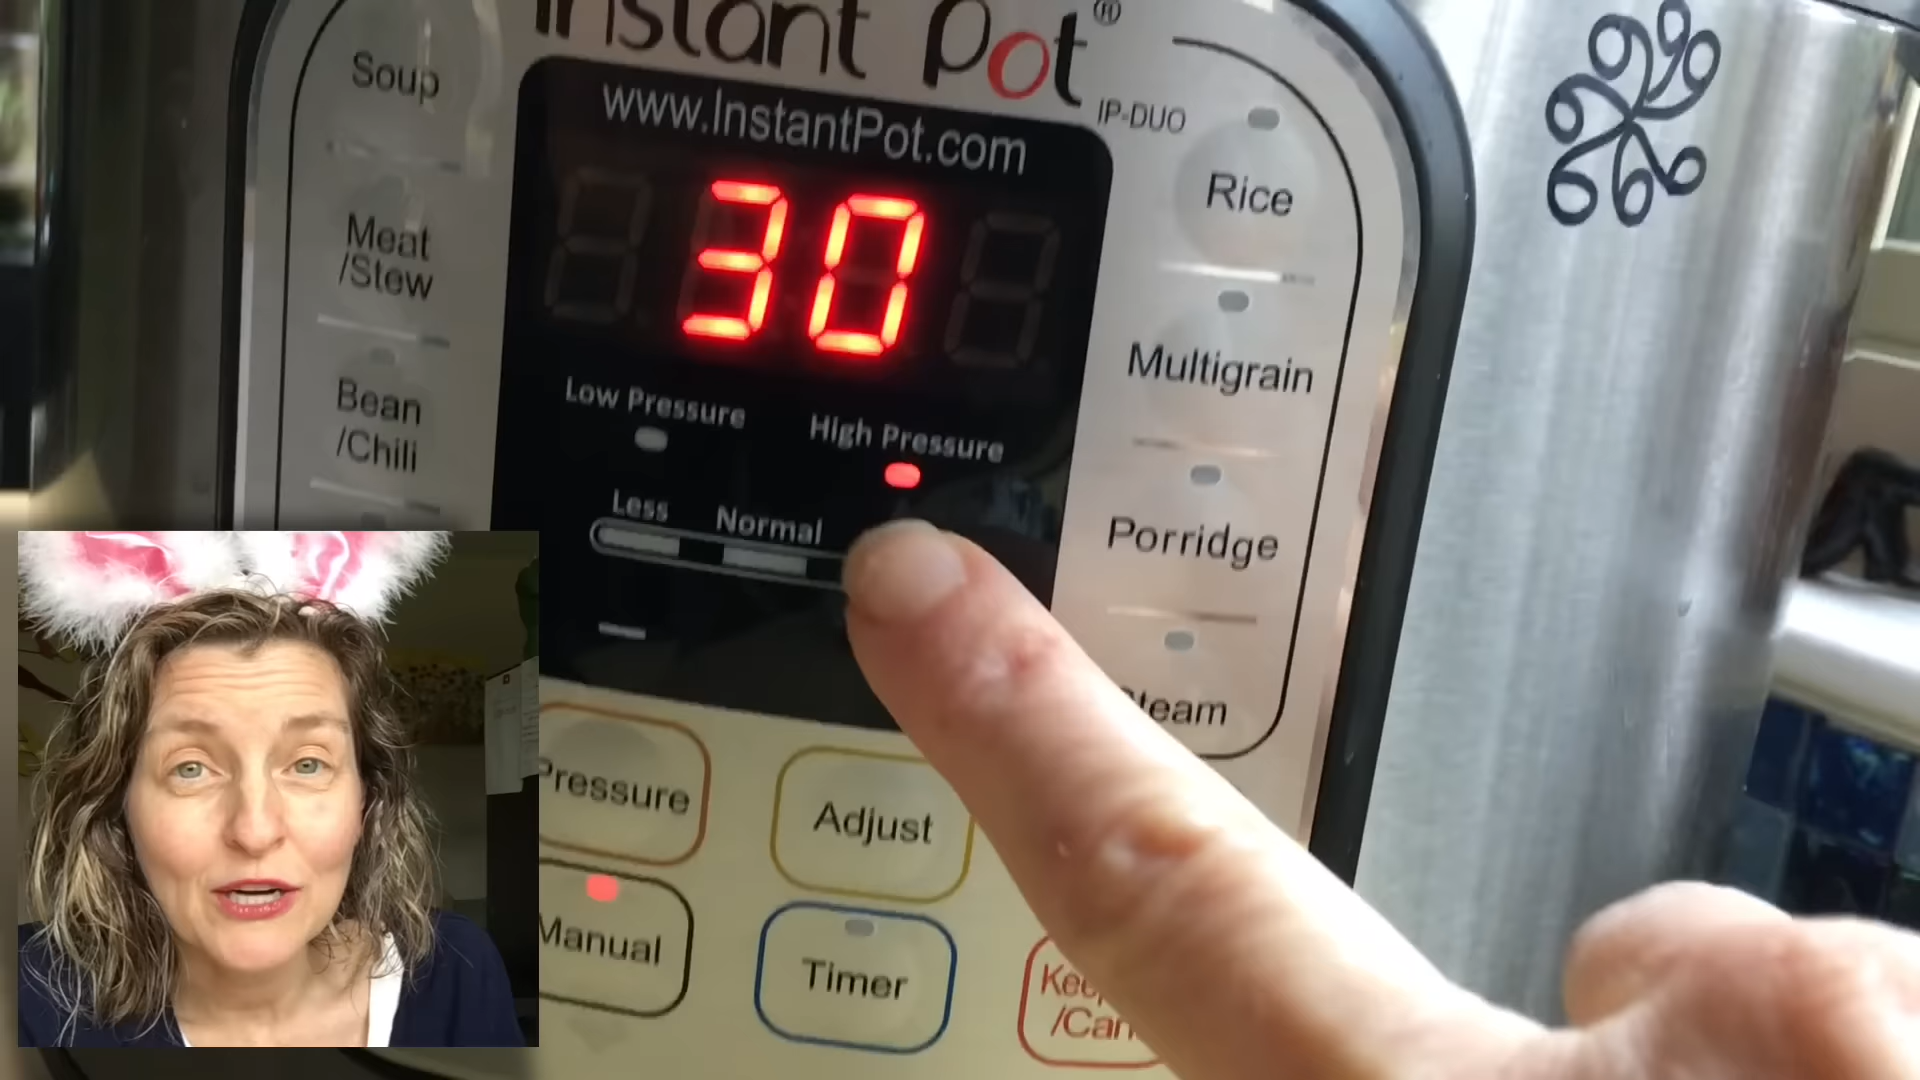 Instant Pot®
IP-DUO
www.InstantPot.com
30
Low Pressure
High Pressure
Less
Normal
Soup
Meat
/Stew
Bean
/Chili
Rice
Multigrain
Porridge
Steam
Pressure
Adjust
Manual
Timer